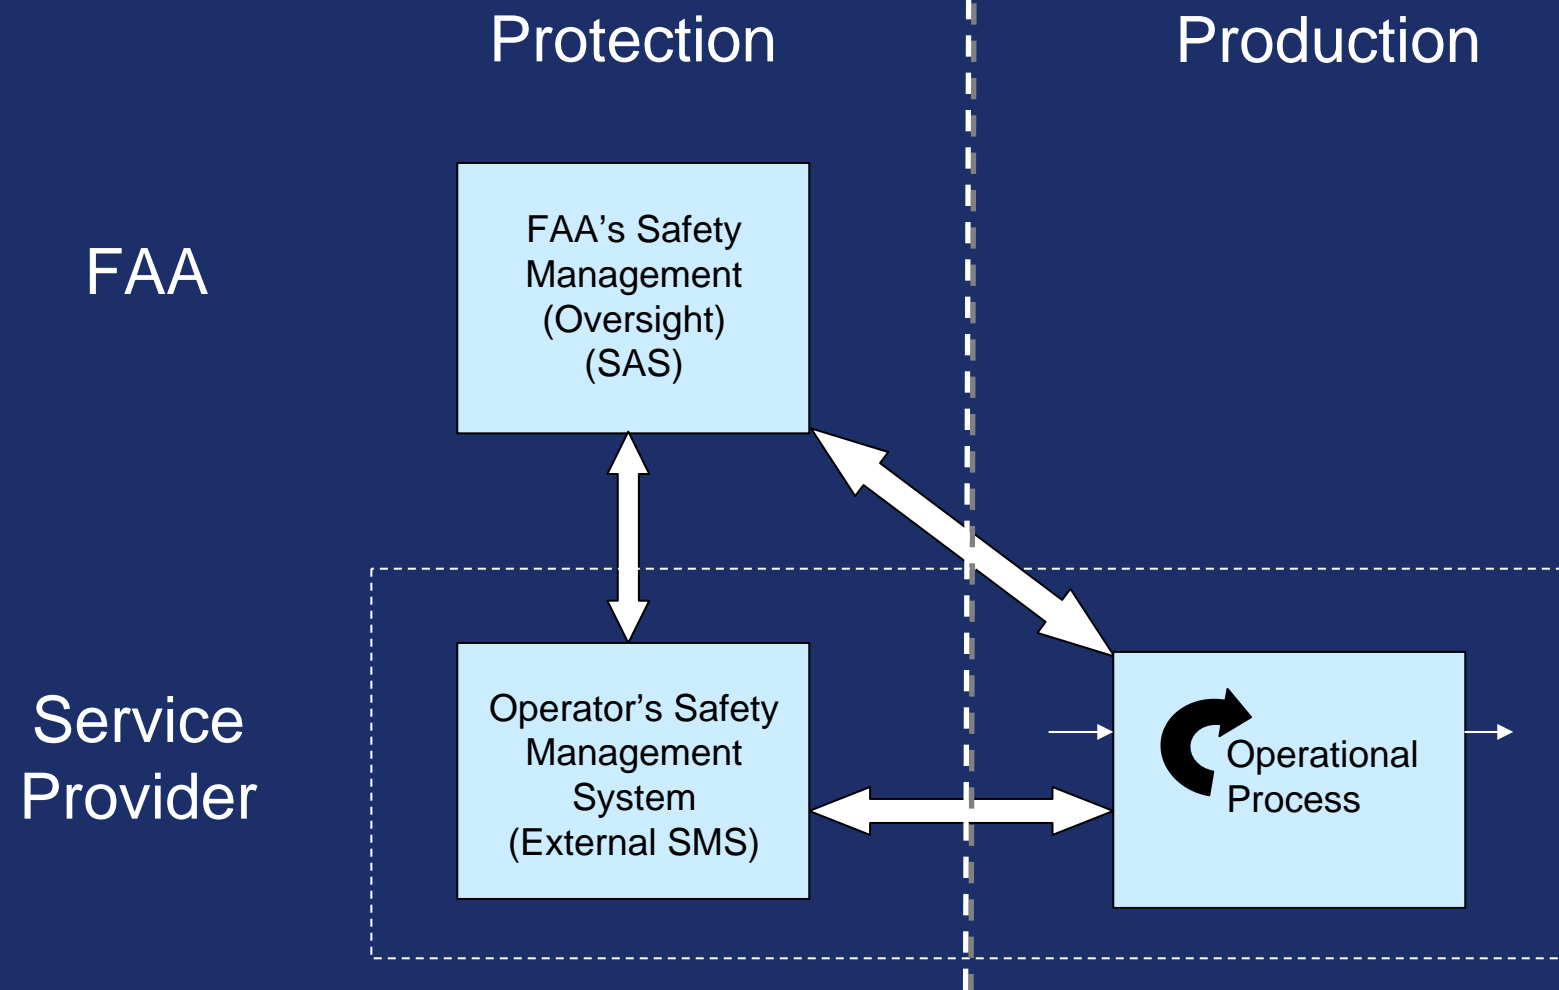 Protection
Production
FAA
FAA’s Safety
Management
(Oversight)
(SAS)
Service
Provider
Operator’s Safety
Management
System
(External SMS)
Operational
Process